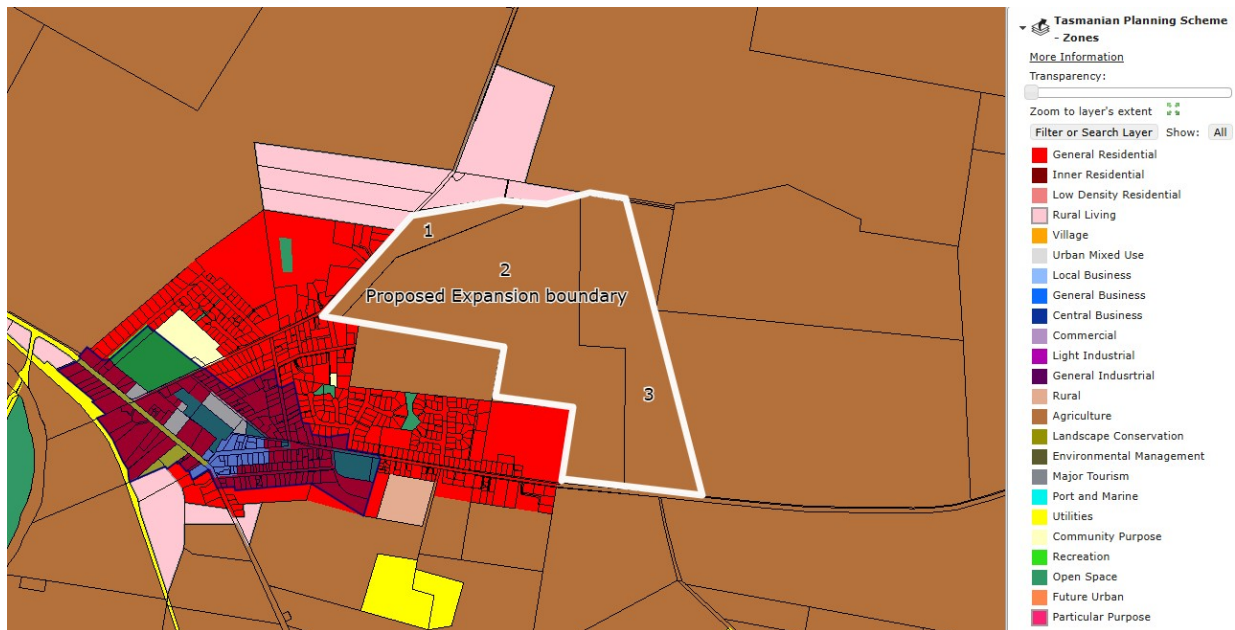 1
2
Proposed Expansion boundary
3
Tasmanian Planning Scheme
- Zones
More Information
Transparency:
Zoom to layer's extent
Filter or Search Layer Show: All
General Residential
Inner Residential
Low Density Residential
Rural Living
Village
Urban Mixed Use
Local Business
General Business
Central Business
Commercial
Light Industrial
General Indusrtrial
Rural
Agriculture
Landscape Conservation
Environmental Management
Major Tourism
Port and Marine
Utilities
Community Purpose
Recreation
Open Space
Future Urban
Particular Purpose